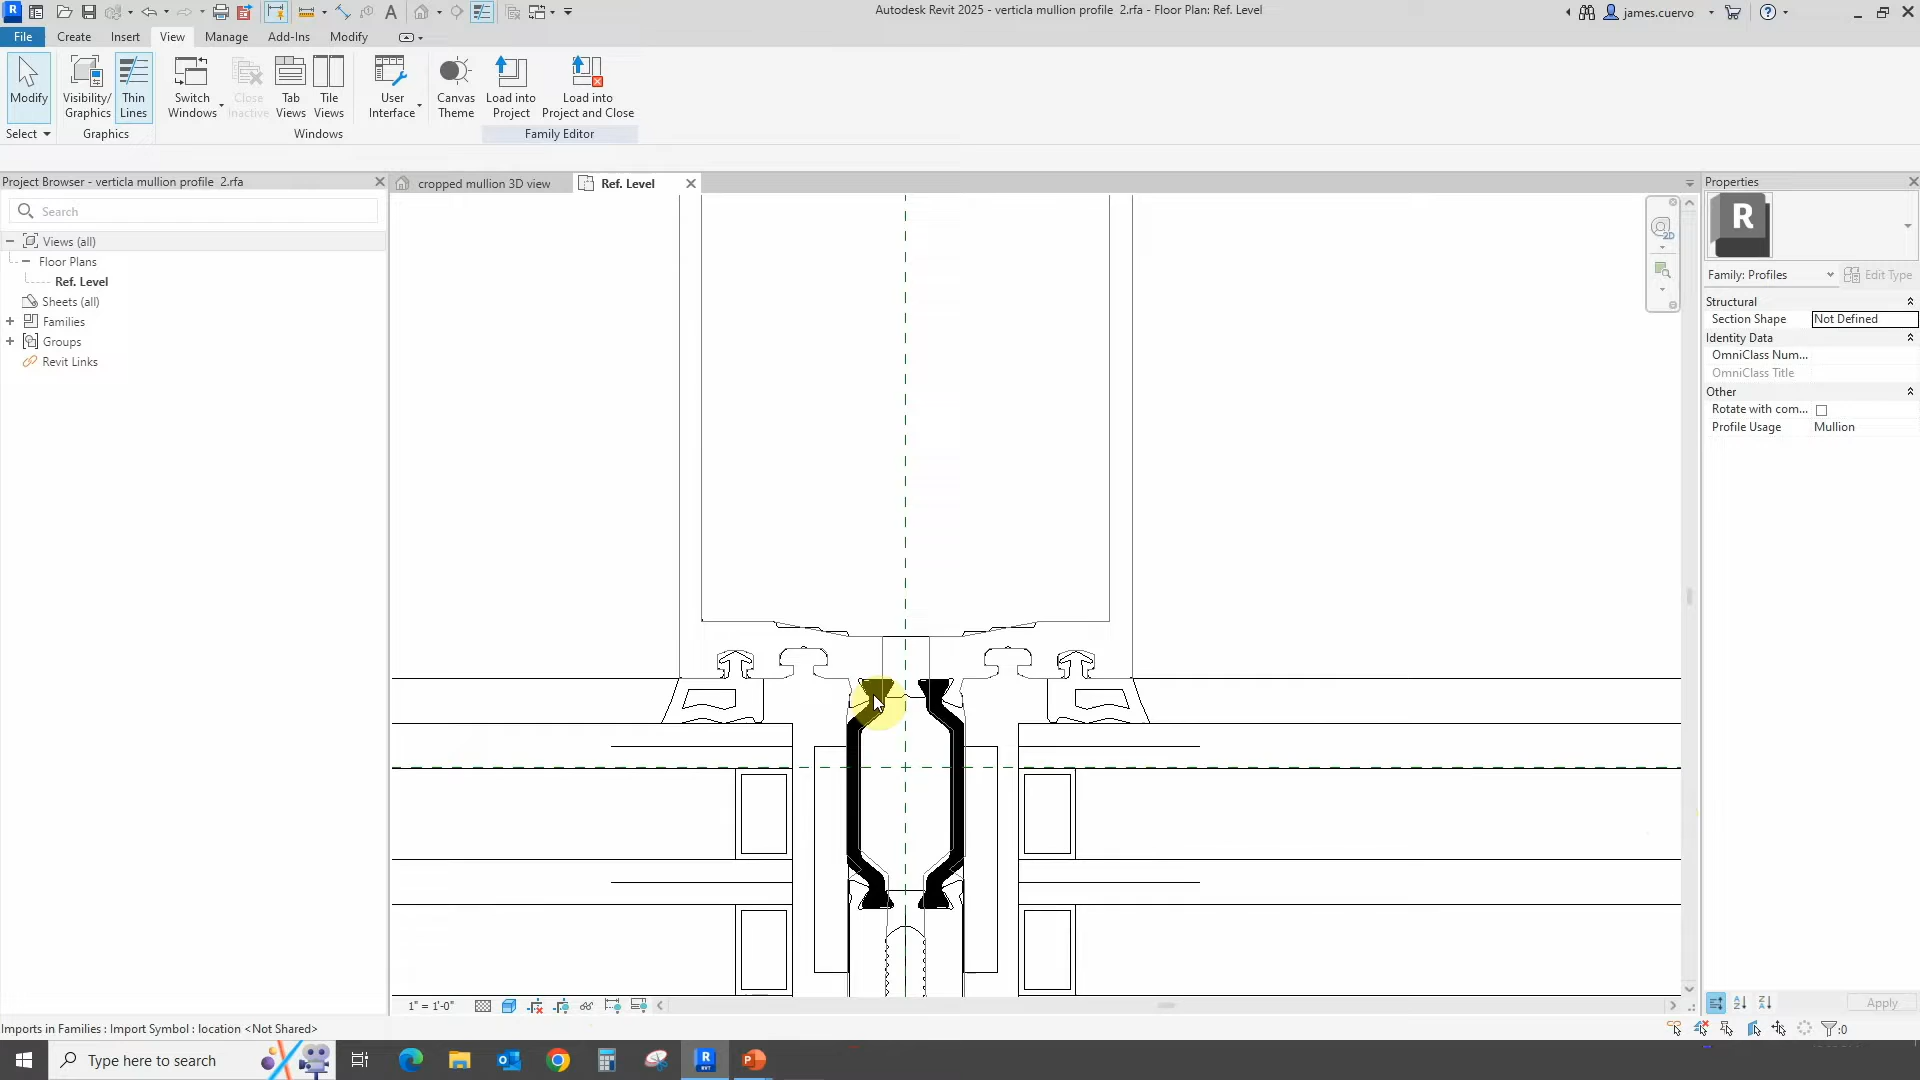 Autodesk Revit 2025 - verticla mullion profile  2.rfa - Floor Plan: Ref. Level
james.cuervo
File
Create
Insert
View
Manage
Add-Ins
Modify
Modify
Visibility/
Graphics
Thin
Lines
Switch
Windows
Close
Inactive
Tab
Views
Tile
Views
User
Interface
Canvas
Theme
Load into
Project
Load into
Project and Close
Select
Graphics
Windows
Family Editor
Project Browser - verticla mullion profile  2.rfa
Search
Views (all)
Floor Plans
Ref. Level
Sheets (all)
Families
Groups
Revit Links
cropped mullion 3D view
Ref. Level
2D
Properties
R
Family: Profiles
Edit Type
Structural
Section Shape
Not Defined
Identity Data
OmniClass Num...
OmniClass Title
Other
Rotate with com...
Profile Usage
Mullion
1" = 1'-0"
Apply
Imports in Families : Import Symbol : location <Not Shared>
:0
Type here to search